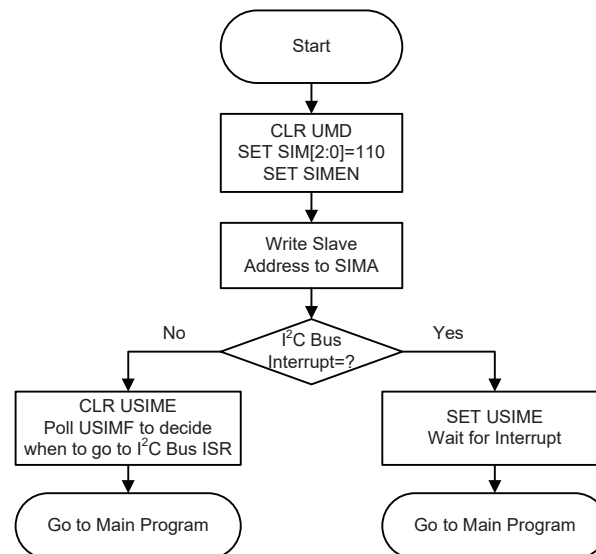 Start
CLR UMD
SET SIM[2:0]=110
SET SIMEN
Write Slave
Address to SIMA
No
I²C Bus
Interrupt=?
Yes
CLR USIME
Poll USIMF to decide
when to go to I²C Bus ISR
SET USIME
Wait for Interrupt
Go to Main Program
Go to Main Program